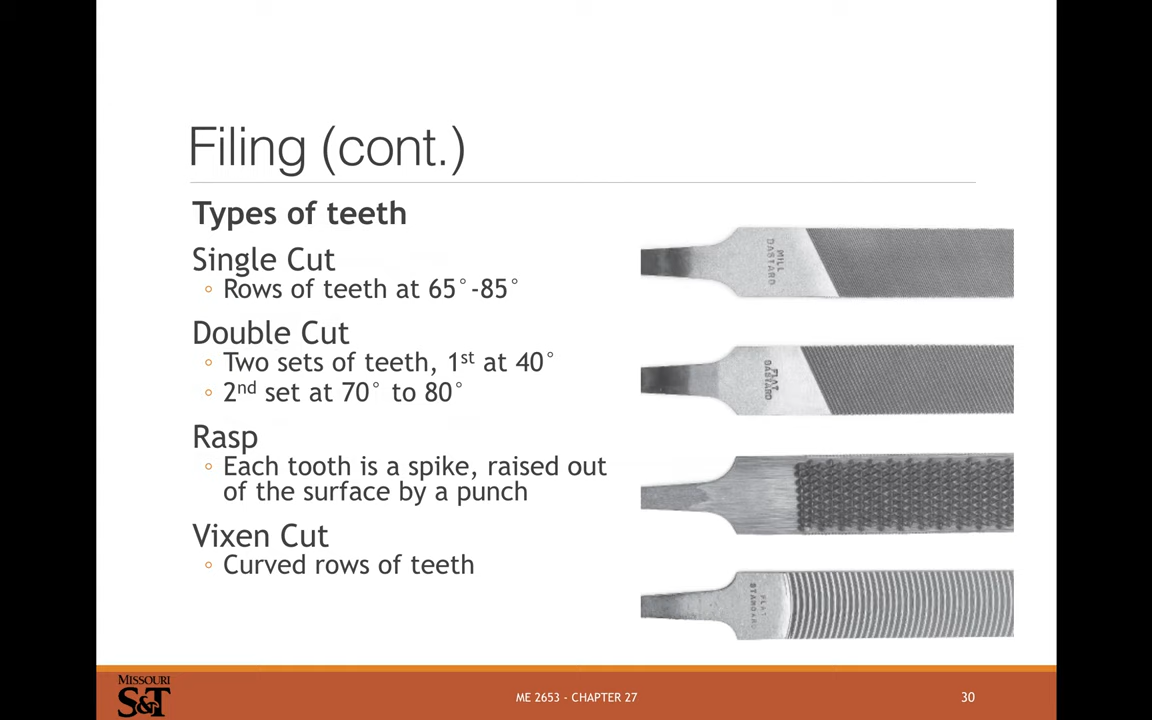 Filing (cont.)
Types of teeth
Single Cut
◦ Rows of teeth at 65°-85°
Double Cut
◦ Two sets of teeth, 1st at 40°
◦ 2nd set at 70° to 80°
Rasp
◦ Each tooth is a spike, raised out
of the surface by a punch
Vixen Cut
◦ Curved rows of teeth
MILL
BASTARD
FLAT
BASTARD
FLAT
STANDARD
MISSOURI
S&T
ME 2653 - CHAPTER 27
30